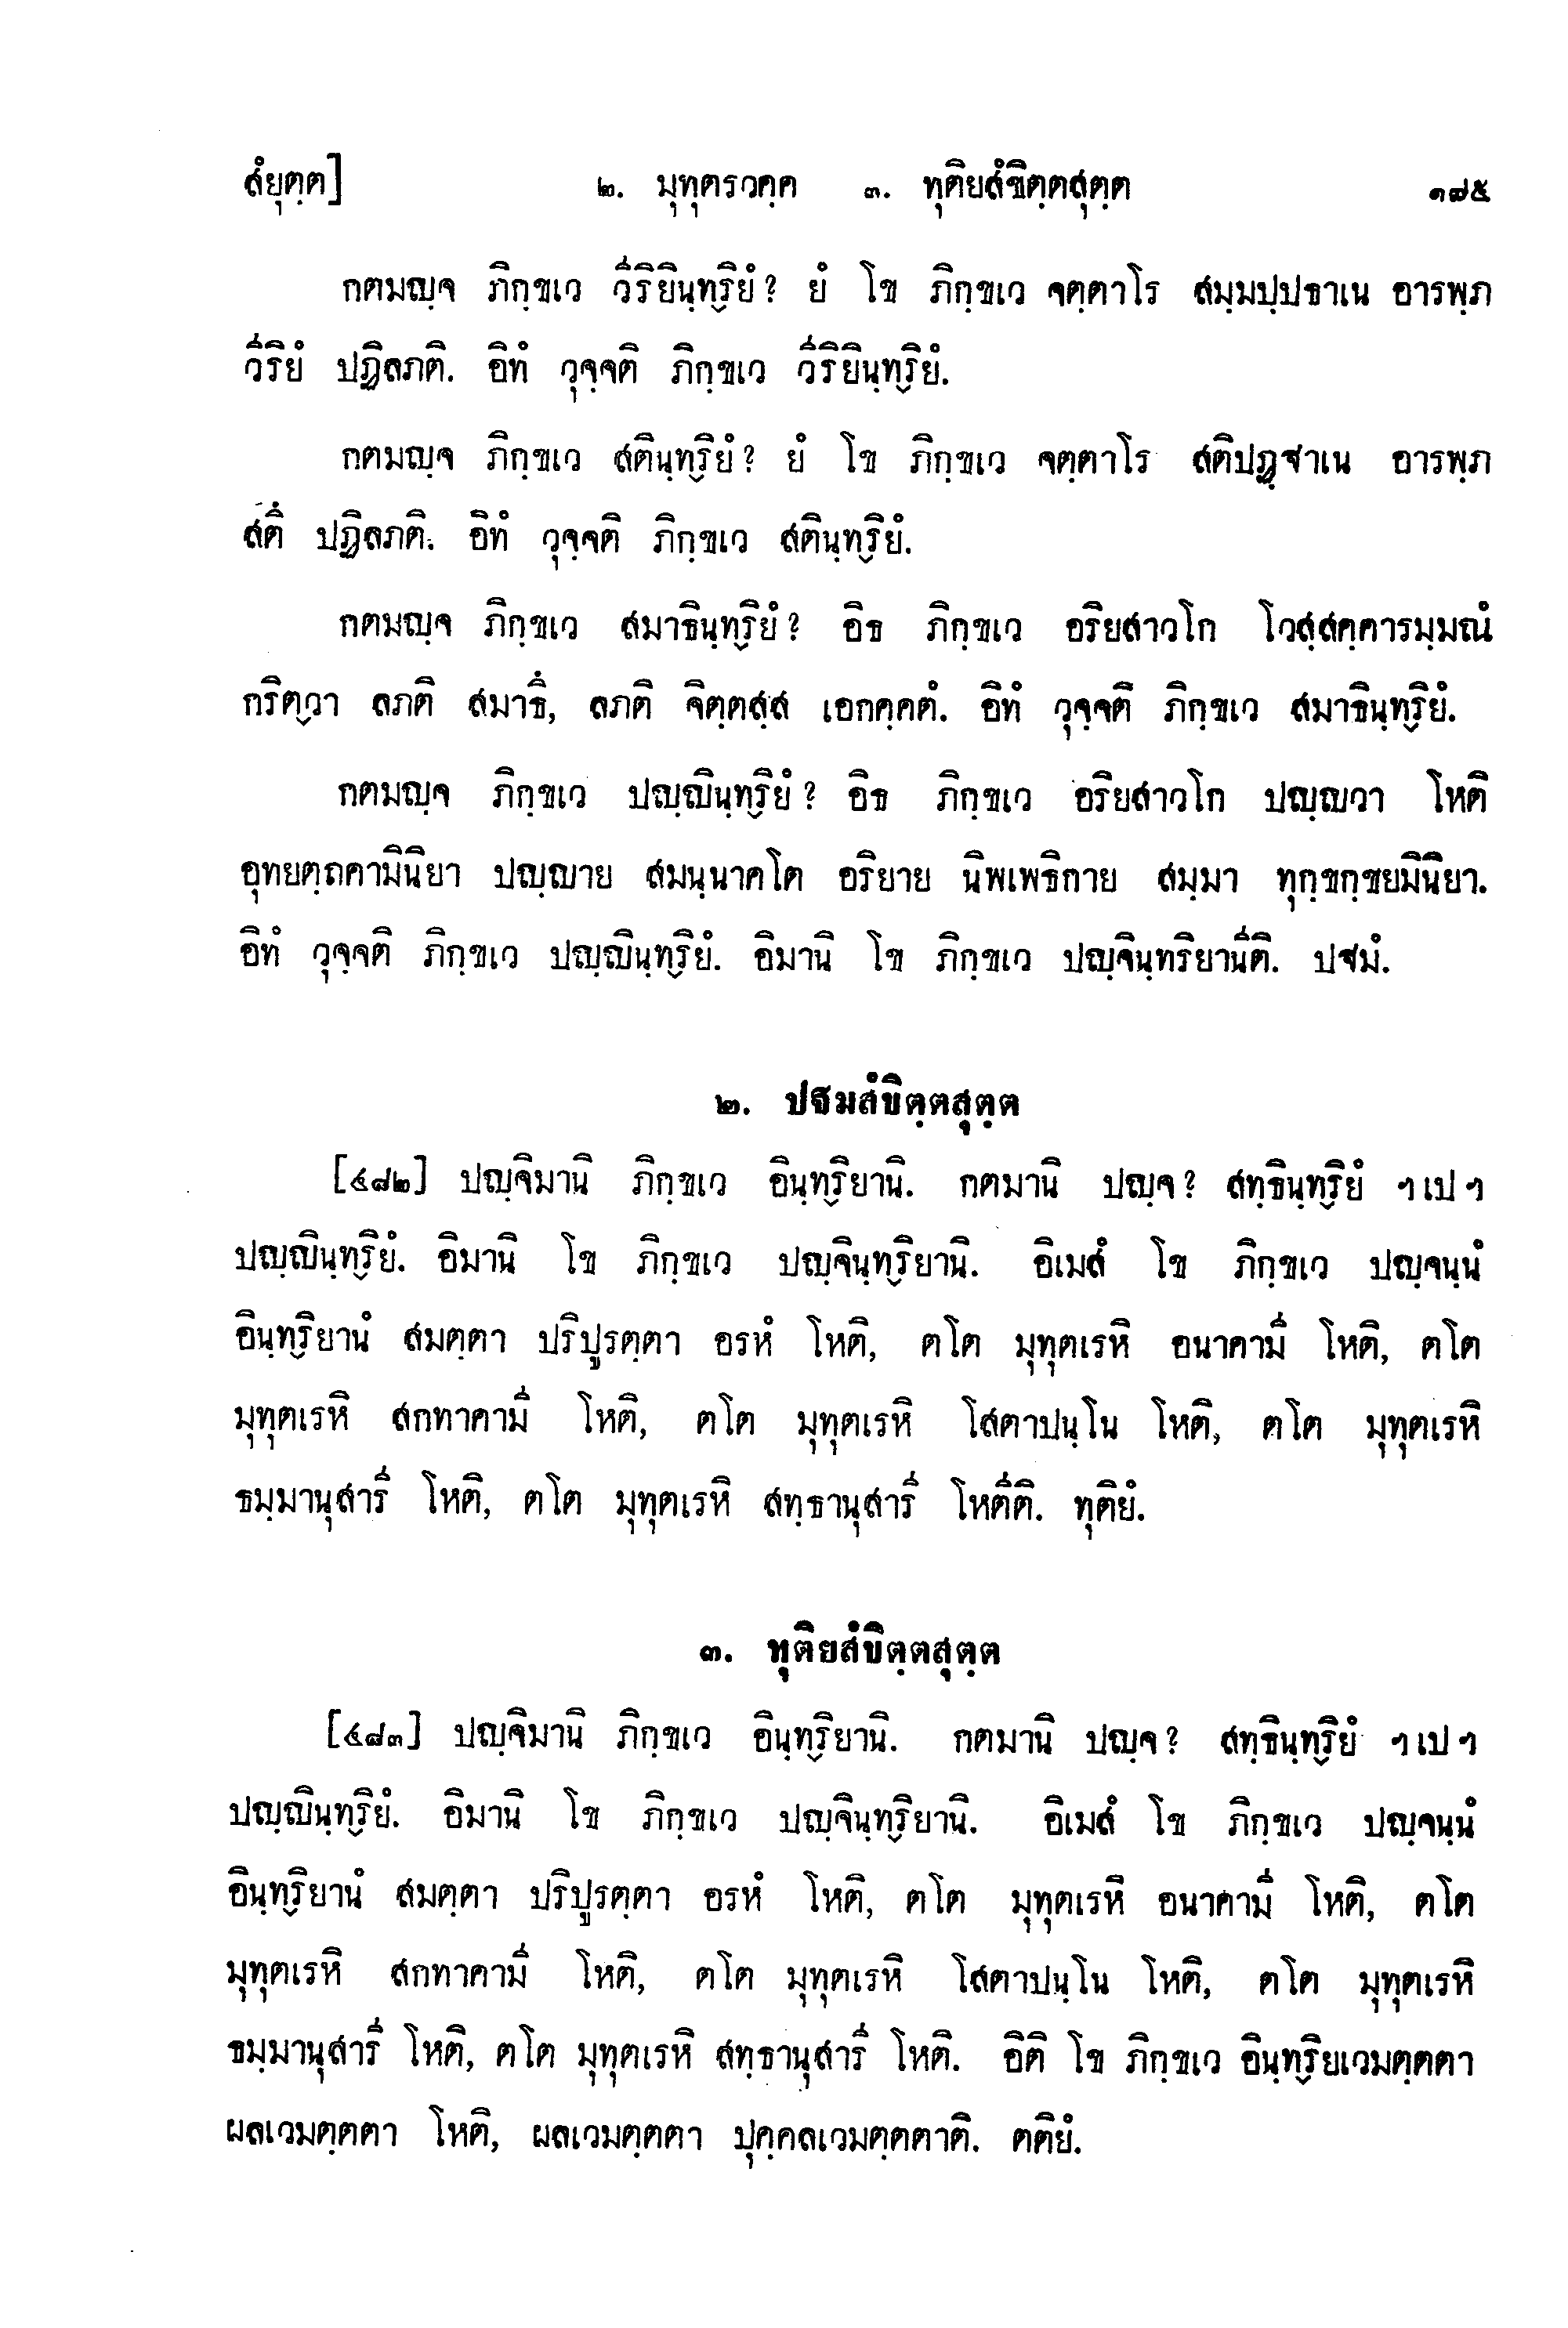 สํยุตฺต]	๒. มุทุตรวคฺค	๓. ทุติยสํขิตฺตสุตฺต	๑๗๕
กตมญฺจ ภิกฺขเว วีริยินฺทฺริยํ? ยํ โข ภิกฺขเว จตฺตาโร สมฺมปฺปธาเน อารพฺภ
วีริยํ ปฏิลภติ. อิทํ วุจฺจติ ภิกฺขเว วีริยินฺทฺริยํ.
กตมญฺจ ภิกฺขเว สตินฺทฺริยํ? ยํ โข ภิกฺขเว จตฺตาโร สติปฏฺฐาเน อารพฺภ
สตึ ปฏิลภติ. อิทํ วุจฺจติ ภิกฺขเว สตินฺทฺริยํ.
กตมญฺจ ภิกฺขเว สมาธินฺทฺริยํ? อิธ ภิกฺขเว อริยสาวโก โวสฺสคฺคารมฺมณํ
กริตฺวา ลภติ สมาธึ, ลภติ จิตฺตสฺส เอกคฺคตํ. อิทํ วุจฺจติ ภิกฺขเว สมาธินฺทฺริยํ.
กตมญฺจ ภิกฺขเว ปญฺญินฺทฺริยํ? อิธ ภิกฺขเว อริยสาวโก ปญฺญวา โหติ
อุทยตฺถคามินิยา ปญฺญาย สมนฺนาคโต อริยาย นิพเพธิกาย สมฺมา ทุกฺขกฺขยมินิยา.
อิทํ วุจฺจติ ภิกฺขเว ปญฺญินฺทฺริยํ. อิมานิ โข ภิกฺขเว ปญฺจินฺทริยานีติ. ปฐมํ.
๒. ปฐมสํขิตฺตสุตฺต
[๔๘๒] ปญฺจิมานิ ภิกฺขเว อินฺทฺริยานิ. กตมานิ ปญฺจ? สทฺธินฺทฺริยํ ฯเปฯ
ปญฺญินฺทฺริยํ. อิมานิ โข ภิกฺขเว ปญฺจินฺทฺริยานิ. อิเมสํ โข ภิกฺขเว ปญฺจนฺนํ
อินฺทฺริยานํ สมตฺตา ปริปูรตฺตา อรหํ โหติ, ตโต มุทุตเรหิ อนาคามี โหติ, ตโต
มุทุตเรหิ สกทาคามี โหติ, ตโต มุทุตเรหิ โสตาปนฺโน โหติ, ตโต มุทุตเรหิ
ธมฺมานุสารี โหติ, ตโต มุทุตเรหิ สทฺธานุสารี โหตีติ. ทุติยํ.
๓. ทุติยสํขิตฺตสุตฺต
[๔๘๓] ปญฺจิมานิ ภิกฺขเว อินฺทฺริยานิ. กตมานิ ปญฺจ? สทฺธินฺทฺริยํ ฯเปฯ
ปญฺญินฺทฺริยํ. อิมานิ โข ภิกฺขเว ปญฺจินฺทฺริยานิ. อิเมสํ โข ภิกฺขเว ปญฺจนฺนํ
อินฺทฺริยานํ สมตฺตา ปริปูรตฺตา อรหํ โหติ, ตโต มุทุตเรหิ อนาคามี โหติ, ตโต
มุทุตเรหิ สกทาคามี โหติ, ตโต มุทุตเรหิ โสตาปนฺโน โหติ, ตโต มุทุตเรหิ
ธมฺมานุสารี โหติ, ตโต มุทุตเรหิ สทฺธานุสารี โหติ. อิติ โข ภิกฺขเว อินฺทฺริยเวมตฺตตา
ผลเวมตฺตตา โหติ, ผลเวมตฺตตา ปุคฺคลเวมตฺตตาติ. ตติยํ.